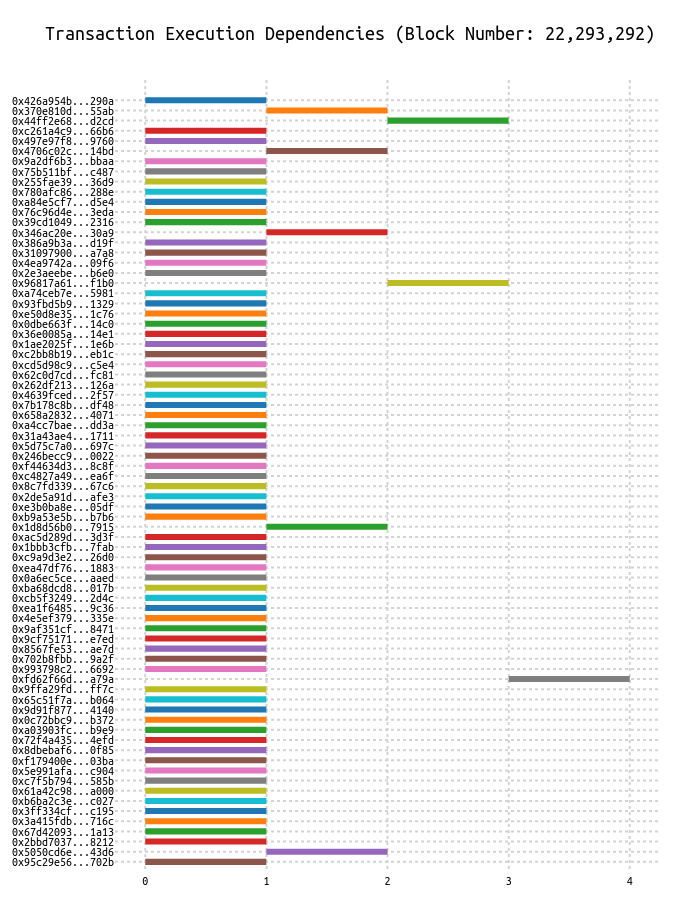 Transaction Execution Dependencies (Block Number: 22,293,292)
0x426a954b...290a
0x370e810d...55ab
0x44ff2e68...d2cd
0xc261a4c9...66b6
0x497e97f8...9760
0x4706c02c...14bd
0x9a2df6b3...bbaa
0x75b511bf...c487
0x255fae39...36d9
0x780afc86...288e
0xa84e5cf7...d5e4
0x76c96d4e...3eda
0x39cd1049...2316
0x346ac20e...30a9
0x386a9b3a...d19f
0x31097900...a7a8
0x4ea9742a...09f6
0x2e3aeebe...b6e0
0x96817a61...f1b0
0xa74ceb7e...5981
0x93fbd5b9...1329
0xe50d8e35...1c76
0x0dbe663f...14c0
0x36e0085a...14e1
0x1ae2025f...1e6b
0xc2bb8b19...eb1c
0xcd5d98c9...c5e4
0x62c0d7cd...fc81
0x262df213...126a
0x4639fced...2f57
0x7b178c8b...df48
0x658a2832...4071
0xa4cc7bae...dd3a
0x31a43ae4...1711
0x5d75c7a0...697c
0x246becc9...0022
0xf44634d3...8c8f
0xc4827a49...ea6f
0x8c7fd339...67c6
0x2de5a91d...afe3
0xe3b0ba8e...05df
0xb9a53e5b...b7b6
0x1d8d56b0...7915
0xac5d289d...3d3f
0x1bbb3cfb...7fab
0xc9a9d3e2...26d0
0xea47df76...1883
0x0a6ec5ce...aaed
0xba68dcd8...017b
0xcb5f3249...2d4c
0xea1f6485...9c36
0x4e5ef379...335e
0x9af351cf...8471
0x9cf75171...e7ed
0x8567fe53...ae7d
0x702b8fbb...9a2f
0x993798c2...6692
0xfd62f66d...a79a
0x9ffa29fd...ff7c
0x65c51f7a...b064
0x9d91f877...4140
0x0c72bbc9...b372
0xa03903fc...b9e9
0x72f4a435...4efd
0x8dbebaf6...0f85
0xf179400e...03ba
0x5e991afa...c904
0xc7f5b794...585b
0x61a42c98...a000
0xb6ba2c3e...c027
0x3ff334cf...c195
0x3a415fdb...716c
0x67d42093...1a13
0x2bbd7037...8212
0x5050cd6e...43d6
0x95c29e56...702b
0 1 2 3 4